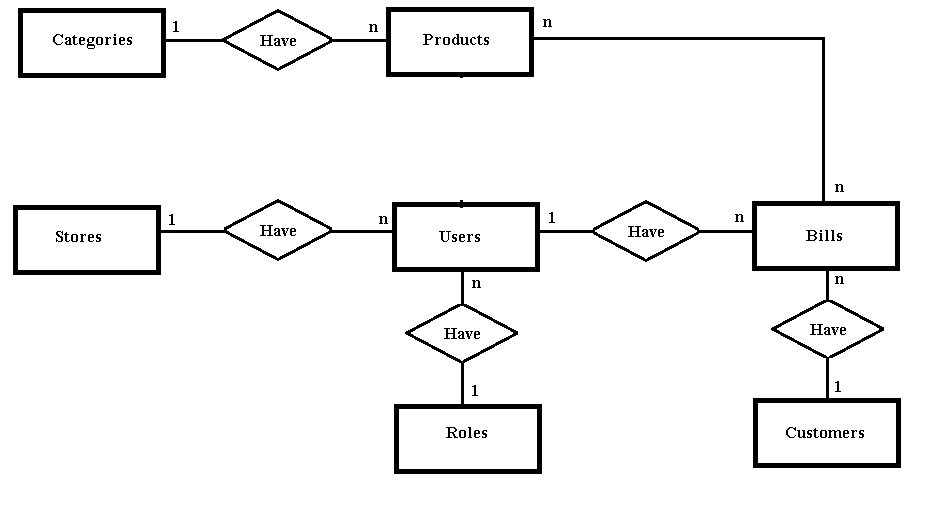 Categories
1
Have
n
Products
n
n
Stores
1
Have
n
Users
1
Have
n
Bills
n
Have
1
Roles
n
Have
1
Customers